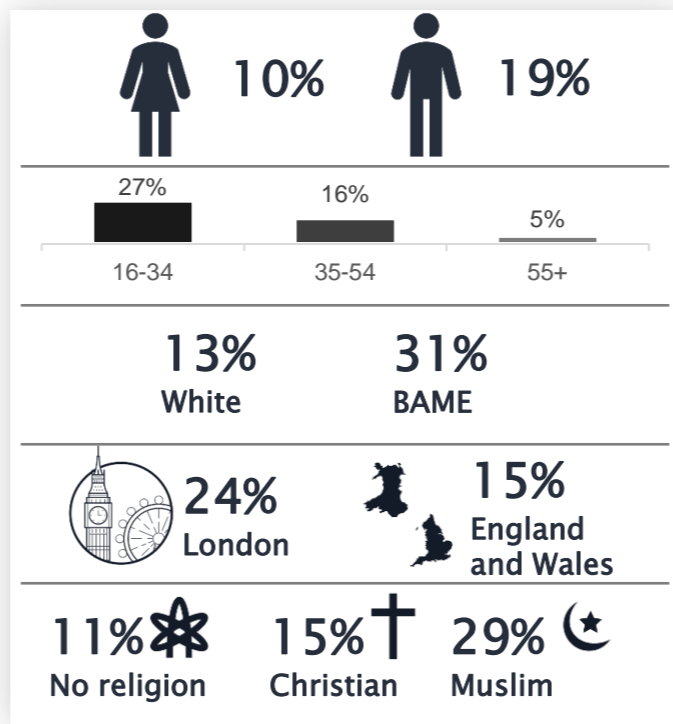 10% 19%
27% 16% 5%
16-34 35-54 55+
13% 31%
White BAME
24% 15%
London England
and Wales
11% 15% 29%
No religion Christian Muslim